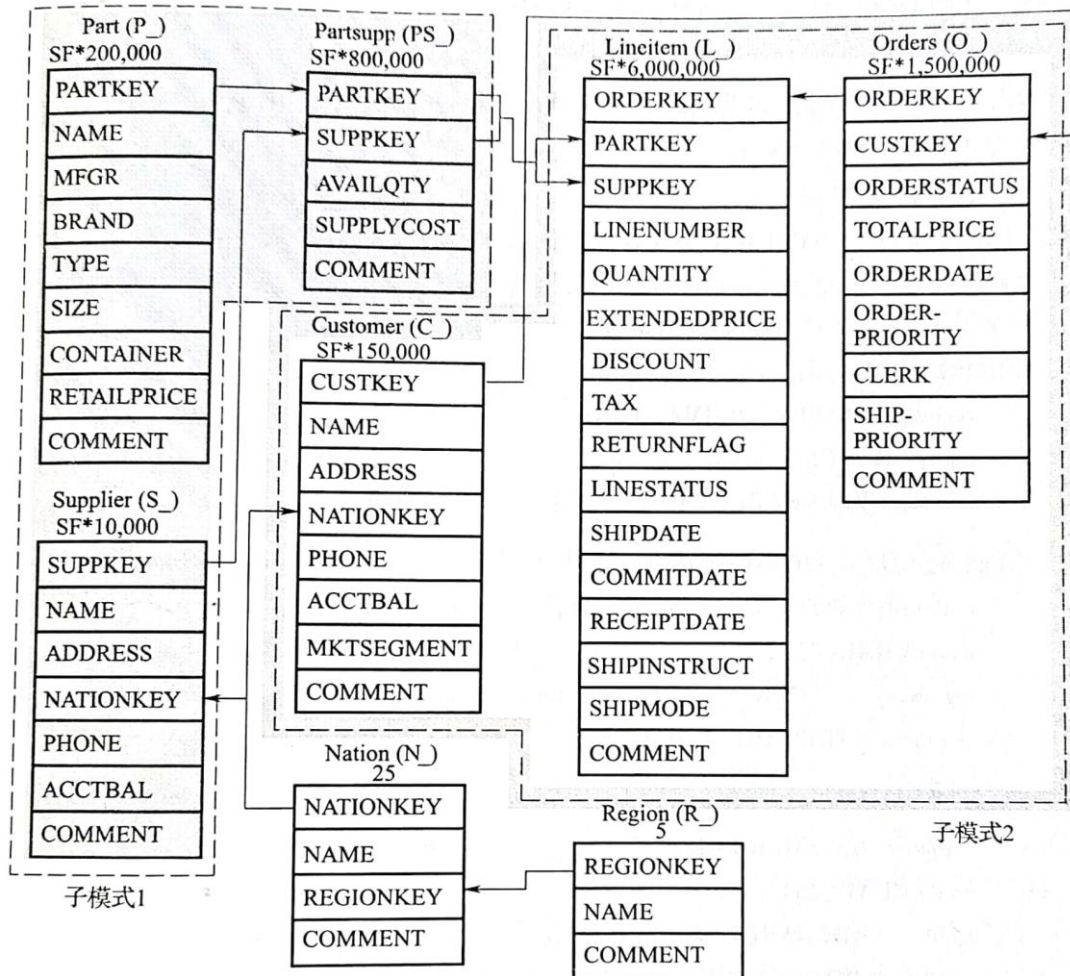 Part (P_)
SF*200,000
PARTKEY
NAME
MFGR
BRAND
TYPE
SIZE
CONTAINER
RETAILPRICE
COMMENT
Partsupp (PS_)
SF*800,000
PARTKEY
SUPPKEY
AVAILQTY
SUPPLYCOST
COMMENT
Lineitem (L_)
SF*6,000,000
ORDERKEY
PARTKEY
SUPPKEY
LINENUMBER
QUANTITY
EXTENDEDPRICE
DISCOUNT
TAX
RETURNFLAG
LINESTATUS
SHIPDATE
COMMITDATE
RECEIPTDATE
SHIPINSTRUCT
SHIPMODE
COMMENT
Orders (O_)
SF*1,500,000
ORDERKEY
CUSTKEY
ORDERSTATUS
TOTALPRICE
ORDERDATE
ORDER-
PRIORITY
CLERK
SHIP-
PRIORITY
COMMENT
Customer (C_)
SF*150,000
CUSTKEY
NAME
ADDRESS
NATIONKEY
PHONE
ACCTBAL
MKTSEGMENT
COMMENT
Supplier (S_)
SF*10,000
SUPPKEY
NAME
ADDRESS
NATIONKEY
PHONE
ACCTBAL
COMMENT
子模式1
Nation (N_)
25
NATIONKEY
NAME
REGIONKEY
COMMENT
Region (R_)
5
REGIONKEY
NAME
COMMENT
子模式2